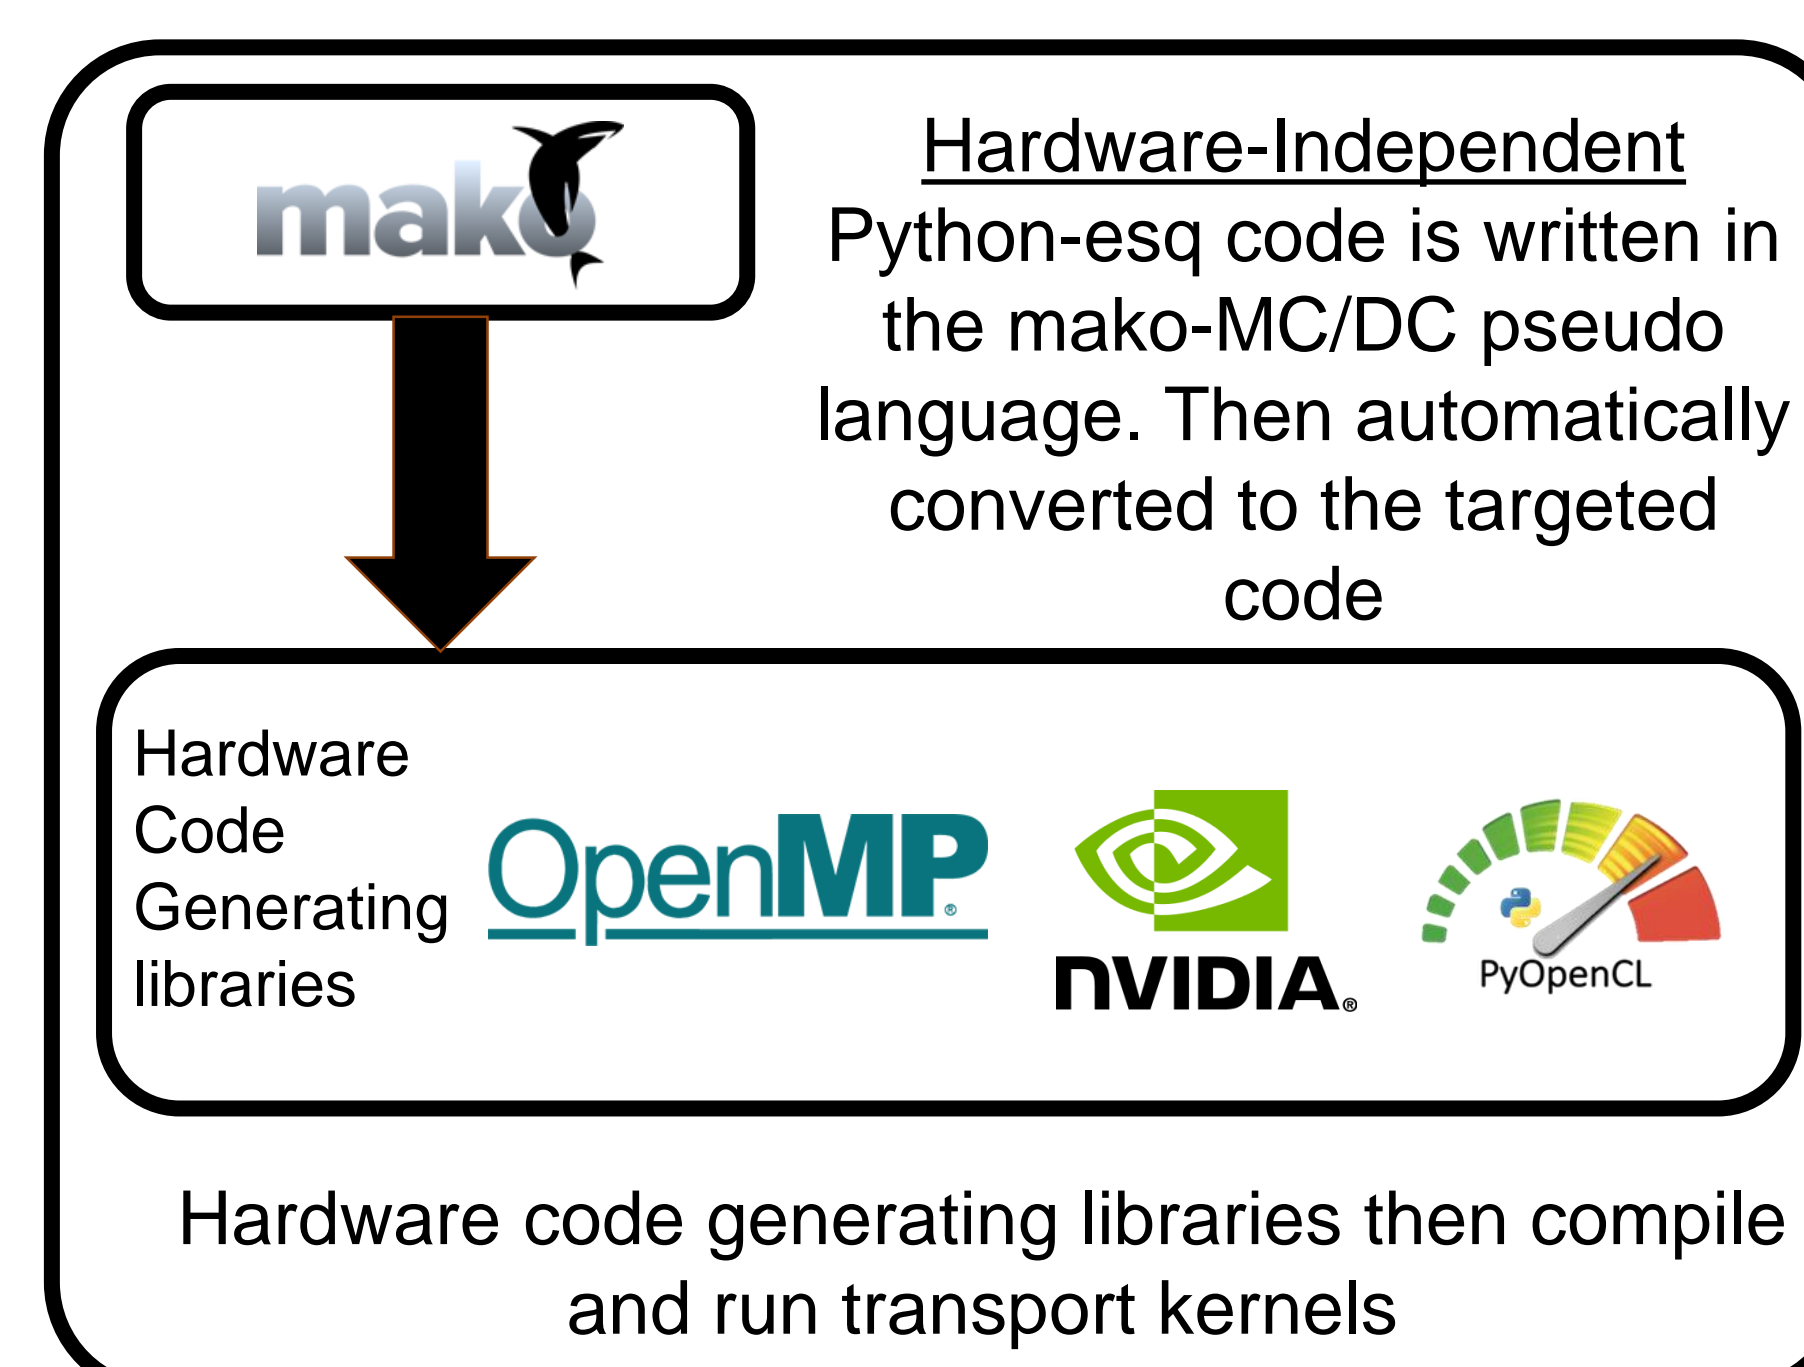 mako
Hardware-Independent
Python-esq code is written in
the mako-MC/DC pseudo
language. Then automatically
converted to the targeted
code
Hardware
Code
Generating
libraries
OpenMP®
NVIDIA®
PyOpenCL
Hardware code generating libraries then compile
and run transport kernels